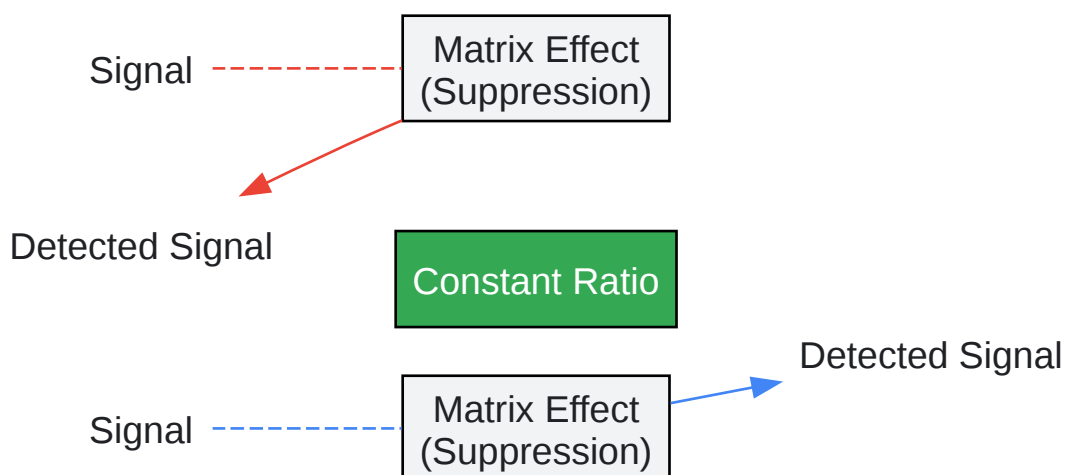 Matrix Effect
(Suppression)
Signal
Detected Signal
Constant Ratio
Detected Signal
Matrix Effect
(Suppression)
Signal